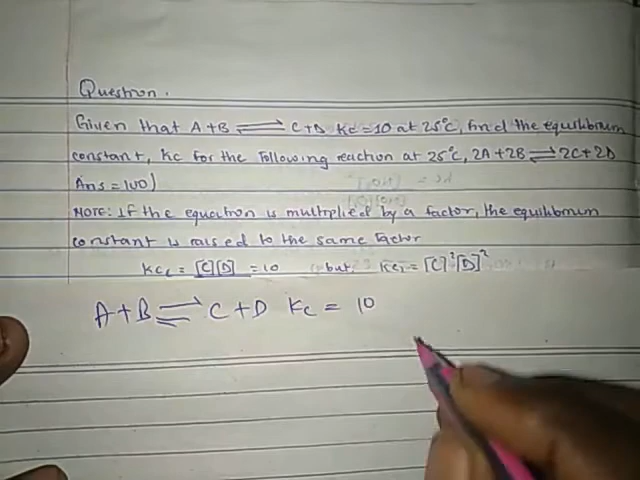 Question.
Given that A+B ⇌ C+D Kc=10 at 25°C, find the equilibrium
constant, Kc for the following reaction at 25°C, 2A+2B ⇌ 2C+2D
Ans = 100)
NOTE: If the equation is multiplied by a factor, the equilibrium
constant is raised to the same factor
Kc₁ = [C][D] = 10 but, Kc₂ = [C]²[D]²
A+B ⇌ C+D Kc = 10